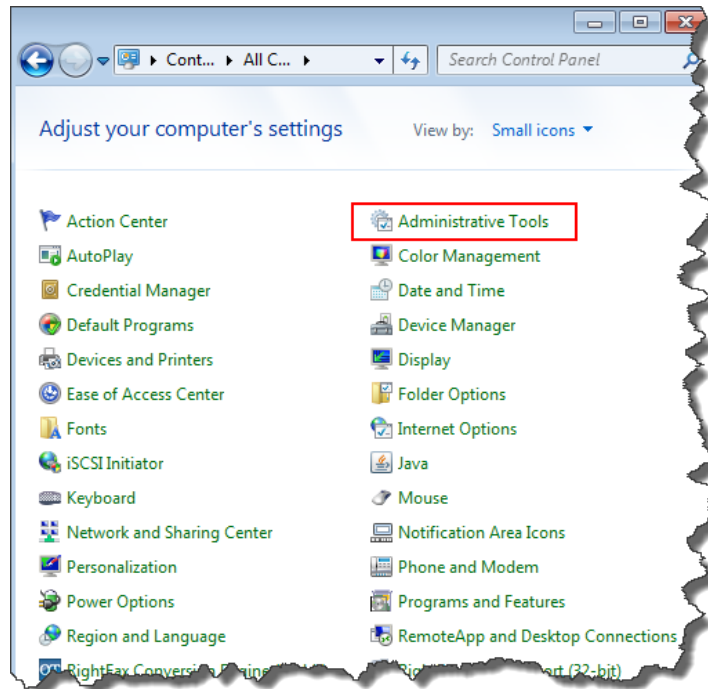 Cont... All C... Search Control Panel
Adjust your computer's settings View by: Small icons
Action Center Administrative Tools
AutoPlay Color Management
Credential Manager Date and Time
Default Programs Device Manager
Devices and Printers Display
Ease of Access Center Folder Options
Fonts Internet Options
iSCSI Initiator Java
Keyboard Mouse
Network and Sharing Center Notification Area Icons
Personalization Phone and Modem
Power Options Programs and Features
Region and Language RemoteApp and Desktop Connections
RightFax Conversion (32-bit)